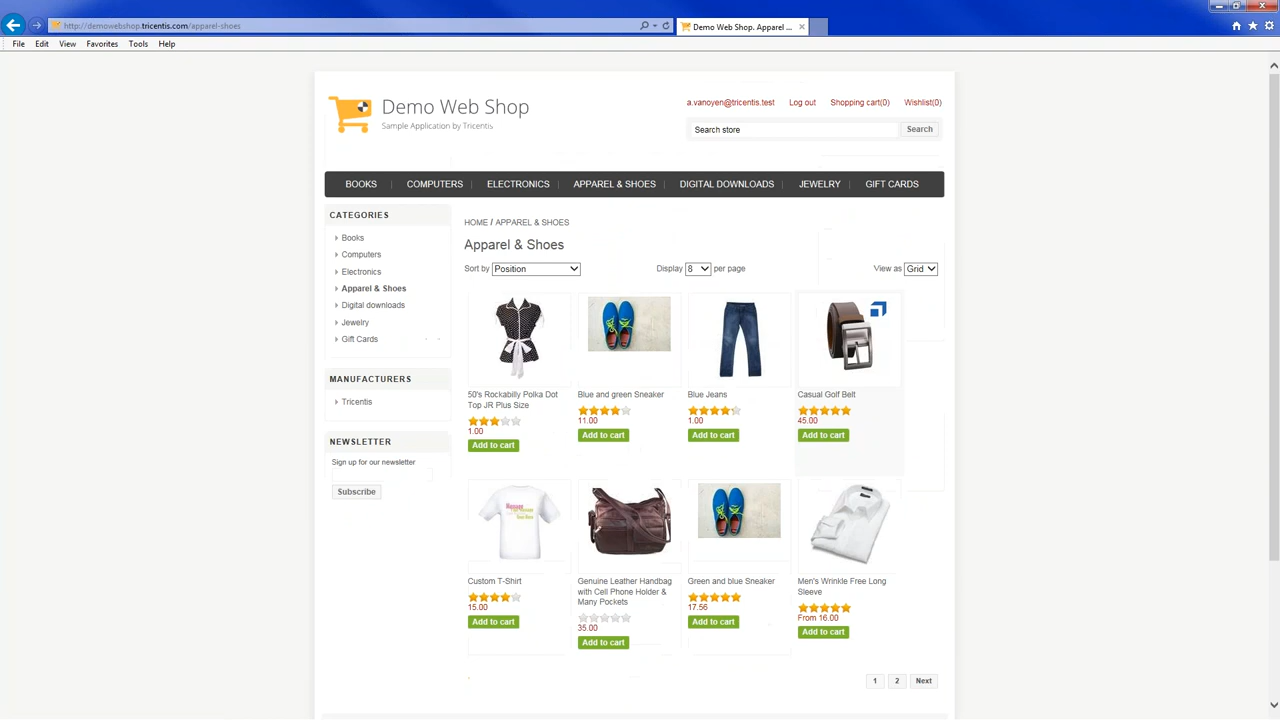 http://demowebshop.tricentis.com/apparel-shoes
Demo Web Shop. Apparel ...
File Edit View Favorites Tools Help
Demo Web Shop
Sample Application by Tricentis
a.vanoyen@tricentis.test Log out Shopping cart(0) Wishlist(0)
Search store Search
BOOKS COMPUTERS ELECTRONICS APPAREL & SHOES DIGITAL DOWNLOADS JEWELRY GIFT CARDS
CATEGORIES
Books
Computers
Electronics
Apparel & Shoes
Digital downloads
Jewelry
Gift Cards
MANUFACTURERS
Tricentis
NEWSLETTER
Sign up for our newsletter
Subscribe
HOME / APPAREL & SHOES
Apparel & Shoes
Sort by Position Display 8 per page View as Grid
50's Rockabilly Polka Dot
Top JR Plus Size
1.00
Add to cart
Blue and green Sneaker
11.00
Add to cart
Blue Jeans
1.00
Add to cart
Casual Golf Belt
45.00
Add to cart
Custom T-Shirt
15.00
Add to cart
Genuine Leather Handbag
with Cell Phone Holder &
Many Pockets
35.00
Add to cart
Green and blue Sneaker
17.56
Add to cart
Men's Wrinkle Free Long
Sleeve
From 16.00
Add to cart
1 2 Next